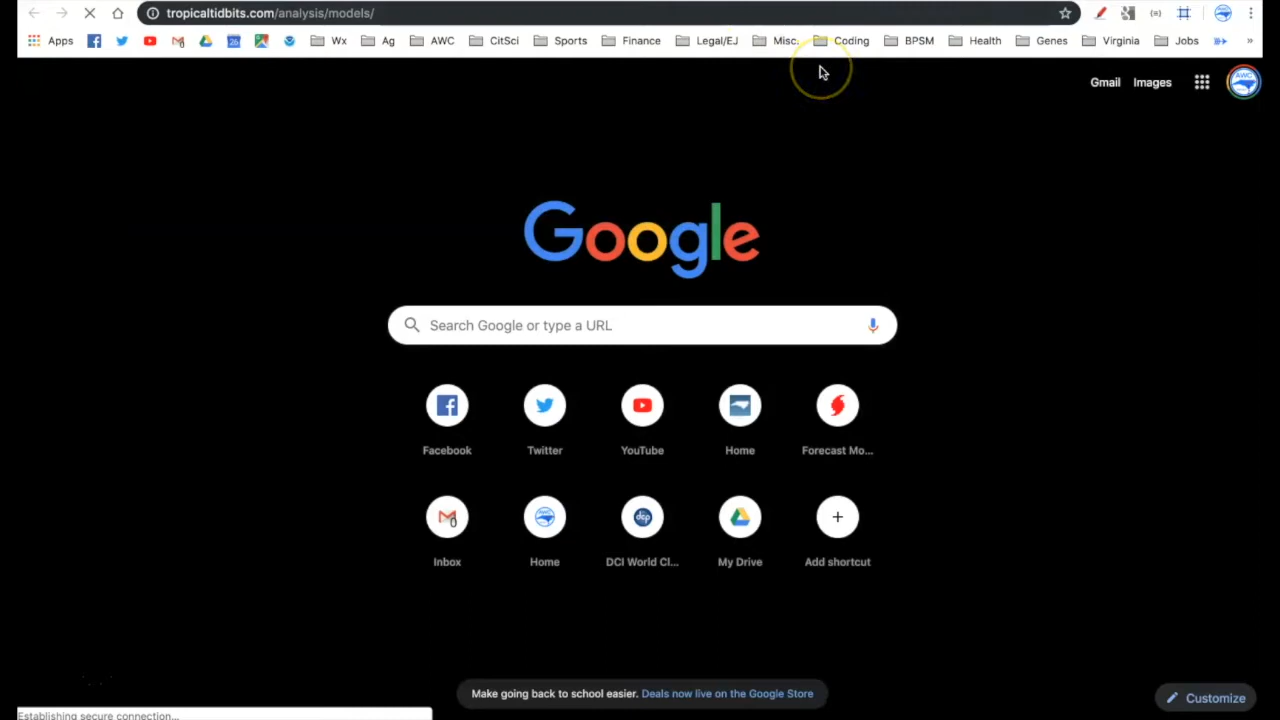 tropicaltidbits.com/analysis/models/
Apps 26 Wx Ag AWC CitSci Sports Finance Legal/EJ Misc. Coding BPSM Health Genes Virginia Jobs »
Gmail Images AWC
Google
Search Google or type a URL
Facebook Twitter YouTube Home Forecast Mo...
dcp
Inbox Home DCI World Cl... My Drive Add shortcut
Make going back to school easier. Deals now live on the Google Store
Customize
Establishing secure connection...